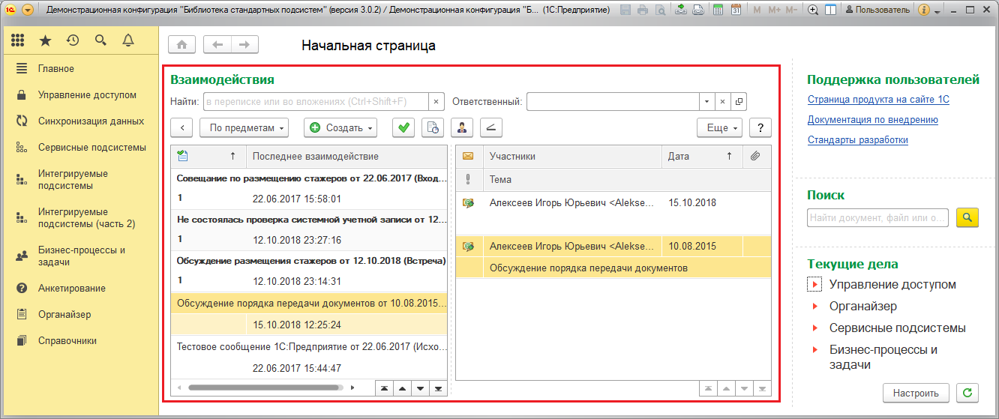 Демонстрационная конфигурация "Библиотека стандартных подсистем" (версия 3.0.2) / Демонстрационная конфигурация "Б... (1С:Предприятие)
M M+ M-
Пользователь
Начальная страница
Главное
Управление доступом
Синхронизация данных
Сервисные подсистемы
Интегрируемые
подсистемы
Интегрируемые
подсистемы (часть 2)
Бизнес-процессы и
задачи
Анкетирование
Органайзер
Справочники
Взаимодействия
Найти: в переписке или во вложениях (Ctrl+Shift+F) Ответственный:
По предметам Создать Еще ?
Последнее взаимодействие
Совещание по размещению стажеров от 22.06.2017 (Вход...
1 22.06.2017 15:58:01
Не состоялась проверка системной учетной записи от 12...
1 12.10.2018 23:27:16
Обсуждение размещения стажеров от 12.10.2018 (Встреча)
1 12.10.2018 23:14:31
Обсуждение порядка передачи документов от 10.08.2015...
15.10.2018 12:25:24
Тестовое сообщение 1С:Предприятие от 22.06.2017 (Исхо...
22.06.2017 15:44:47
Участники Дата
Тема
Алексеев Игорь Юрьевич <Alekse... 15.10.2018
Алексеев Игорь Юрьевич <Alekse... 10.08.2015
Обсуждение порядка передачи документов
Поддержка пользователей
Страница продукта на сайте 1С
Документация по внедрению
Стандарты разработки
Поиск
Найти документ, файл или о...
Текущие дела
Управление доступом
Органайзер
Сервисные подсистемы
Бизнес-процессы и
задачи
Настроить